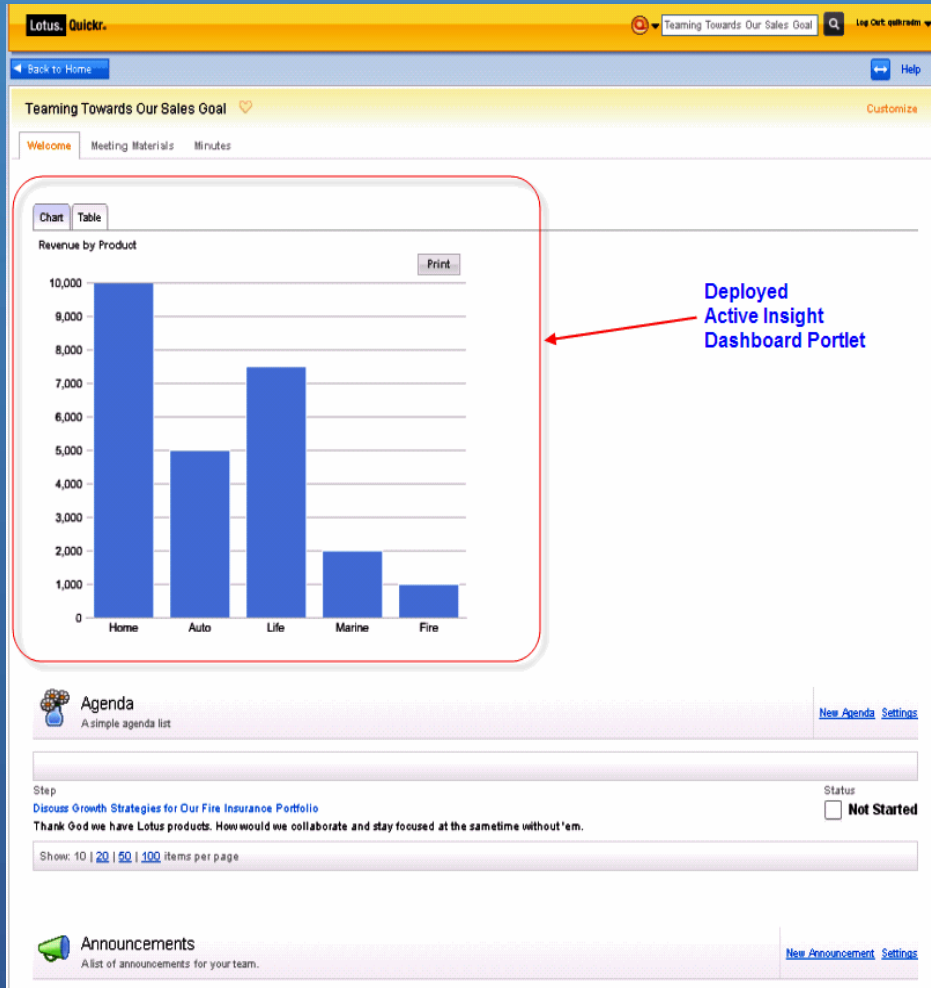 Lotus. Quickr.
Teaming Towards Our Sales Goal
Log Out: quikradm
Back to Home
Help
Teaming Towards Our Sales Goal
Customize
Welcome Meeting Materials Minutes
Chart Table
Revenue by Product
Print
10,000
9,000
8,000
7,000
6,000
5,000
4,000
3,000
2,000
1,000
0
Home Auto Life Marine Fire
Deployed
Active Insight
Dashboard Portlet
Agenda
A simple agenda list
New Agenda Settings
Step Status
Discuss Growth Strategies for Our Fire Insurance Portfolio
Not Started
Thank God we have Lotus products. How would we collaborate and stay focused at the sametime without 'em.
Show: 10 | 20 | 50 | 100 items per page
Announcements
A list of announcements for your team.
New Announcement Settings